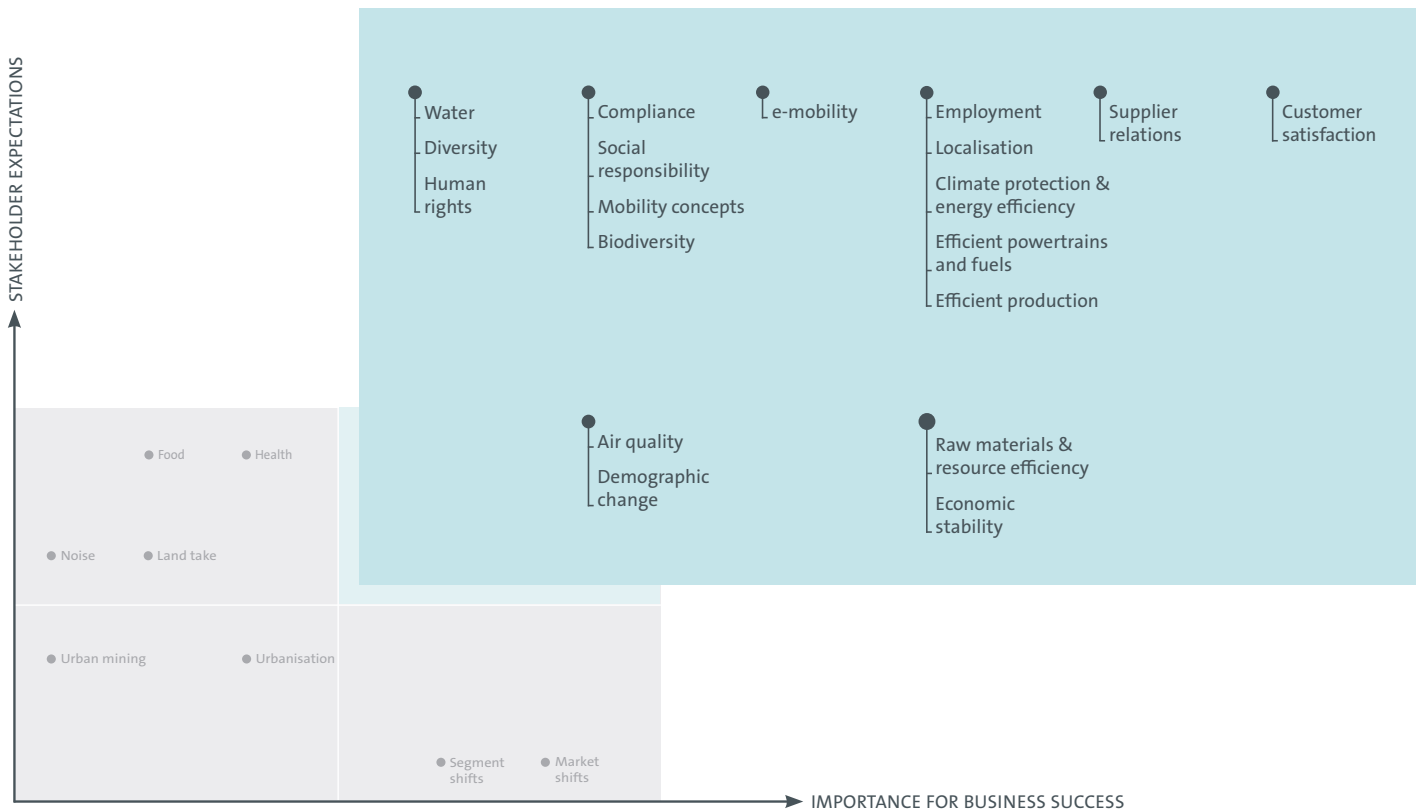 STAKEHOLDER EXPECTATIONS
Water
Diversity
Human
rights
Compliance
Social
responsibility
Mobility concepts
Biodiversity
e-mobility
Employment
Localisation
Climate protection &
energy efficiency
Efficient powertrains
and fuels
Efficient production
Supplier
relations
Customer
satisfaction
Air quality
Demographic
change
Raw materials &
resource efficiency
Economic
stability
Food
Health
Noise
Land take
Urban mining
Urbanisation
Segment
shifts
Market
shifts
IMPORTANCE FOR BUSINESS SUCCESS